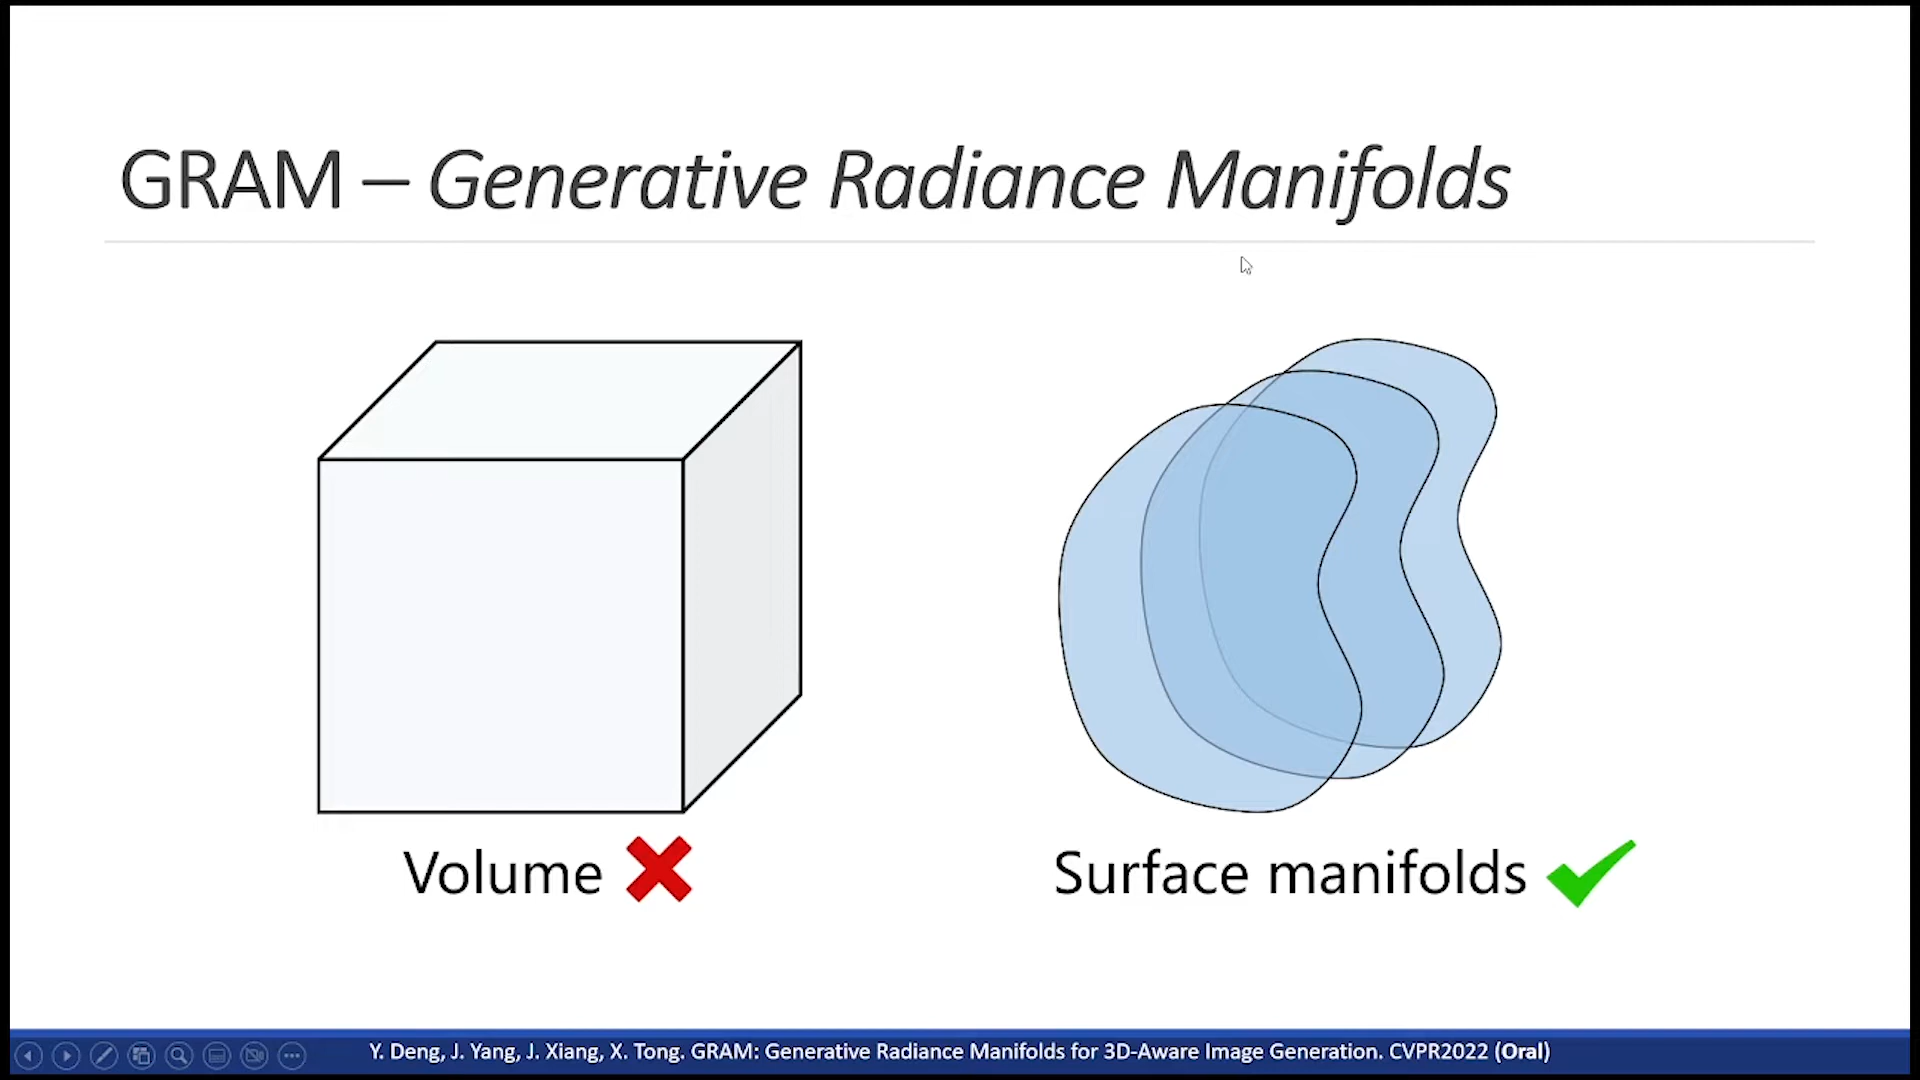 GRAM – Generative Radiance Manifolds
Volume
Surface manifolds
Y. Deng, J. Yang, J. Xiang, X. Tong. GRAM: Generative Radiance Manifolds for 3D-Aware Image Generation. CVPR2022 (Oral)